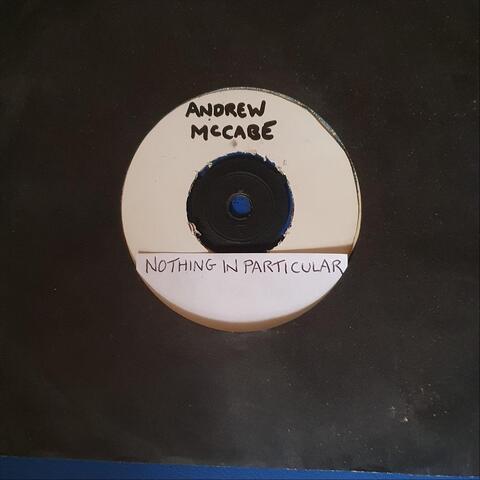 ANDREW
McCABE
NOTHING IN PARTICULAR